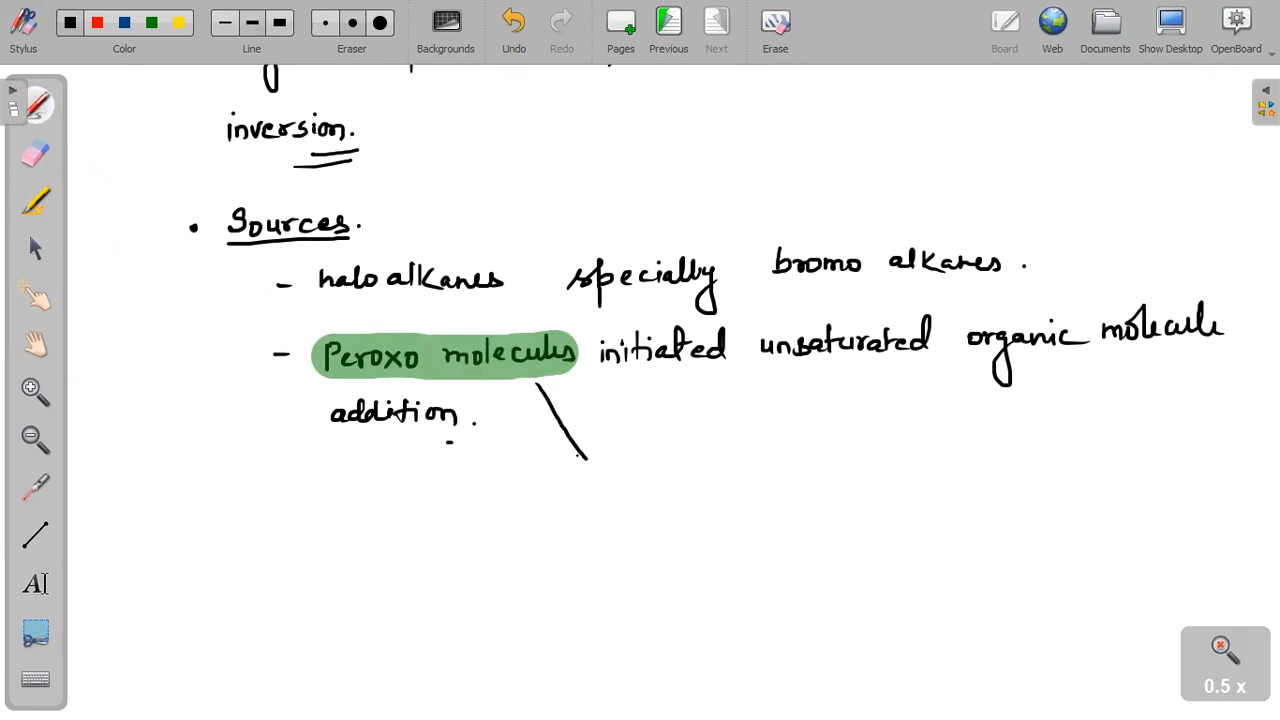 Stylus
Color
Line
Eraser
Backgrounds
Undo
Redo
Pages
Previous
Next
Erase
Board
Web
Documents
Show Desktop
OpenBoard
inversion.
• Sources.
- haloalkanes specially bromo alkanes.
- Peroxo molecules initiated unsaturated organic molecule
addition.
0.5 x